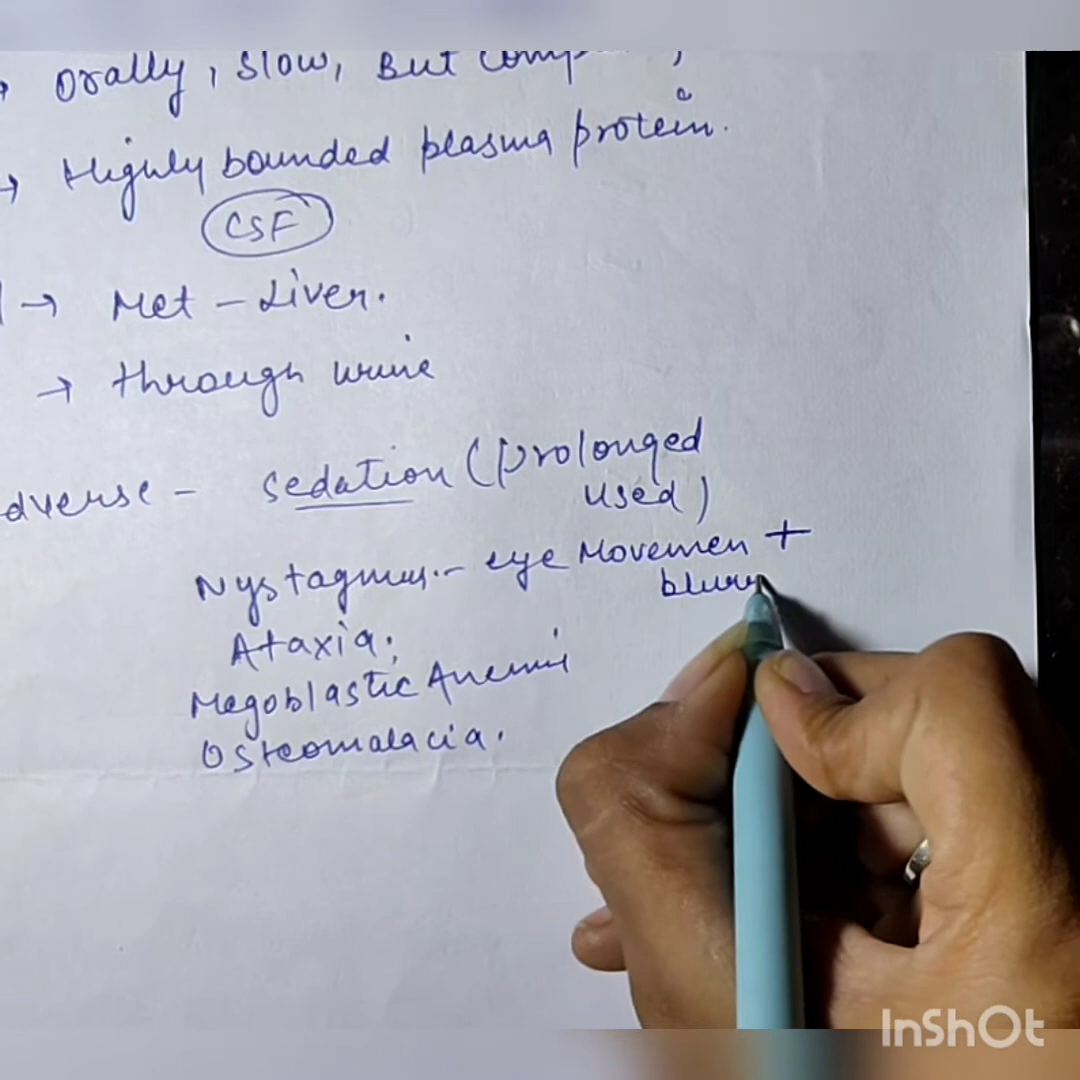 Orally, Slow, But
Highly bounded plasma protein.
CSF
→ Met - Liver.
→ through urine
dverse - Sedation (prolonged
used)
Nystagmus. - eye Movemen +
blurr
Ataxia.
Megoblastic Anemi
Osteomalacia.
InShOt